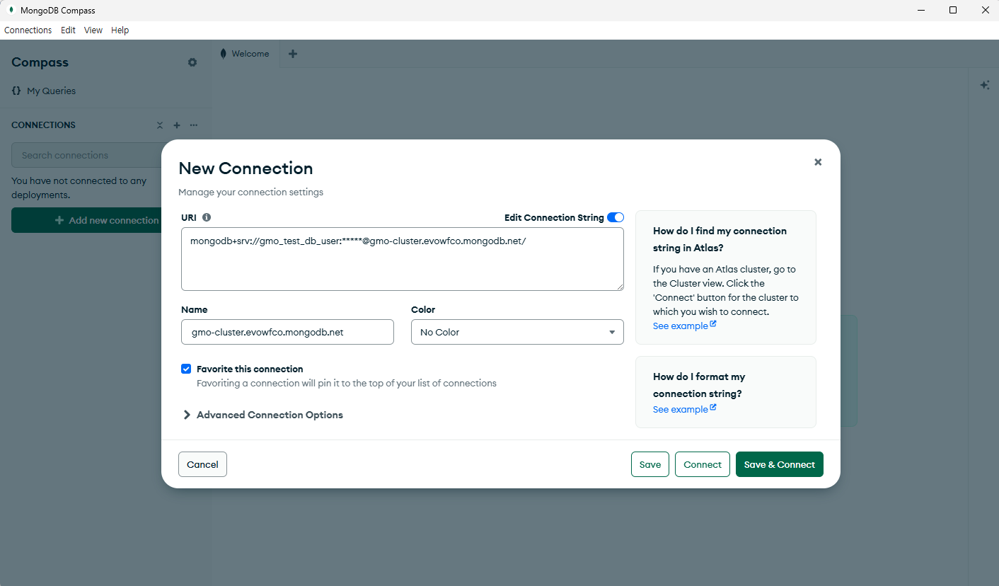 MongoDB Compass
Connections Edit View Help
Compass
Welcome
{} My Queries
CONNECTIONS
Search connections
You have not connected to any
deployments.
Add new connection
New Connection
Manage your connection settings
URI
Edit Connection String
mongodb+srv://gmo_test_db_user:*****@gmo-cluster.evowfco.mongodb.net/
Name
Color
gmo-cluster.evowfco.mongodb.net
No Color
Favorite this connection
Favoriting a connection will pin it to the top of your list of connections
Advanced Connection Options
How do I find my connection
string in Atlas?
If you have an Atlas cluster, go to
the Cluster view. Click the
'Connect' button for the cluster to
which you wish to connect.
See example
How do I format my
connection string?
See example
Cancel
Save
Connect
Save & Connect